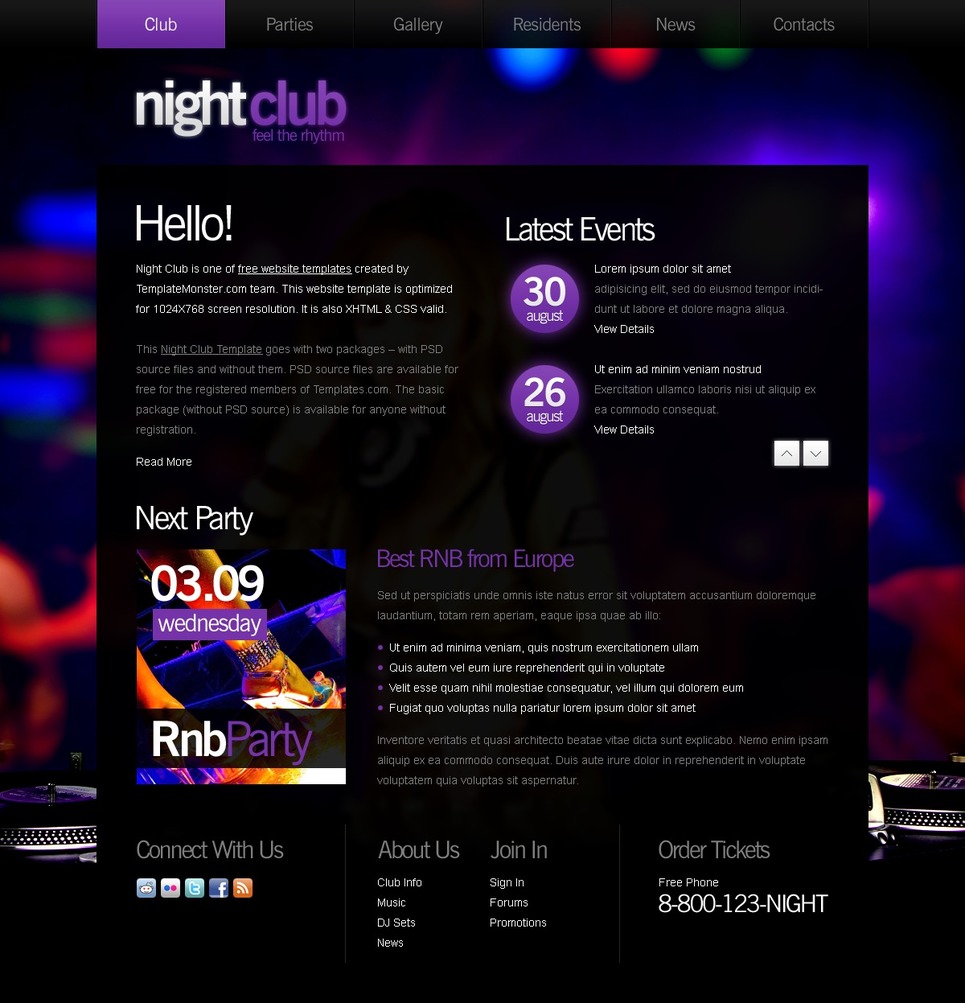 Club Parties Gallery Residents News Contacts
nightclub
feel the rhythm
Hello!
Night Club is one of free website templates created by
TemplateMonster.com team. This website template is optimized
for 1024X768 screen resolution. It is also XHTML & CSS valid.
This Night Club Template goes with two packages – with PSD
source files and without them. PSD source files are available for
free for the registered members of Templates.com. The basic
package (without PSD source) is available for anyone without
registration.
Read More
Latest Events
30
august
Lorem ipsum dolor sit amet
adipisicing elit, sed do eiusmod tempor incidi-
dunt ut labore et dolore magna aliqua.
View Details
26
august
Ut enim ad minim veniam nostrud
Exercitation ullamco laboris nisi ut aliquip ex
ea commodo consequat.
View Details
Next Party
03.09
wednesday
RnbParty
Best RNB from Europe
Sed ut perspiciatis unde omnis iste natus error sit voluptatem accusantium doloremque
laudantium, totam rem aperiam, eaque ipsa quae ab illo:
Ut enim ad minima veniam, quis nostrum exercitationem ullam
Quis autem vel eum iure reprehenderit qui in voluptate
Velit esse quam nihil molestiae consequatur, vel illum qui dolorem eum
Fugiat quo voluptas nulla pariatur lorem ipsum dolor sit amet
Inventore veritatis et quasi architecto beatae vitae dicta sunt explicabo. Nemo enim ipsam
aliquip ex ea commodo consequat. Duis aute irure dolor in reprehenderit in voluptate
voluptatem quia voluptas sit aspernatur.
Connect With Us
About Us
Club Info
Music
DJ Sets
News
Join In
Sign In
Forums
Promotions
Order Tickets
Free Phone
8-800-123-NIGHT